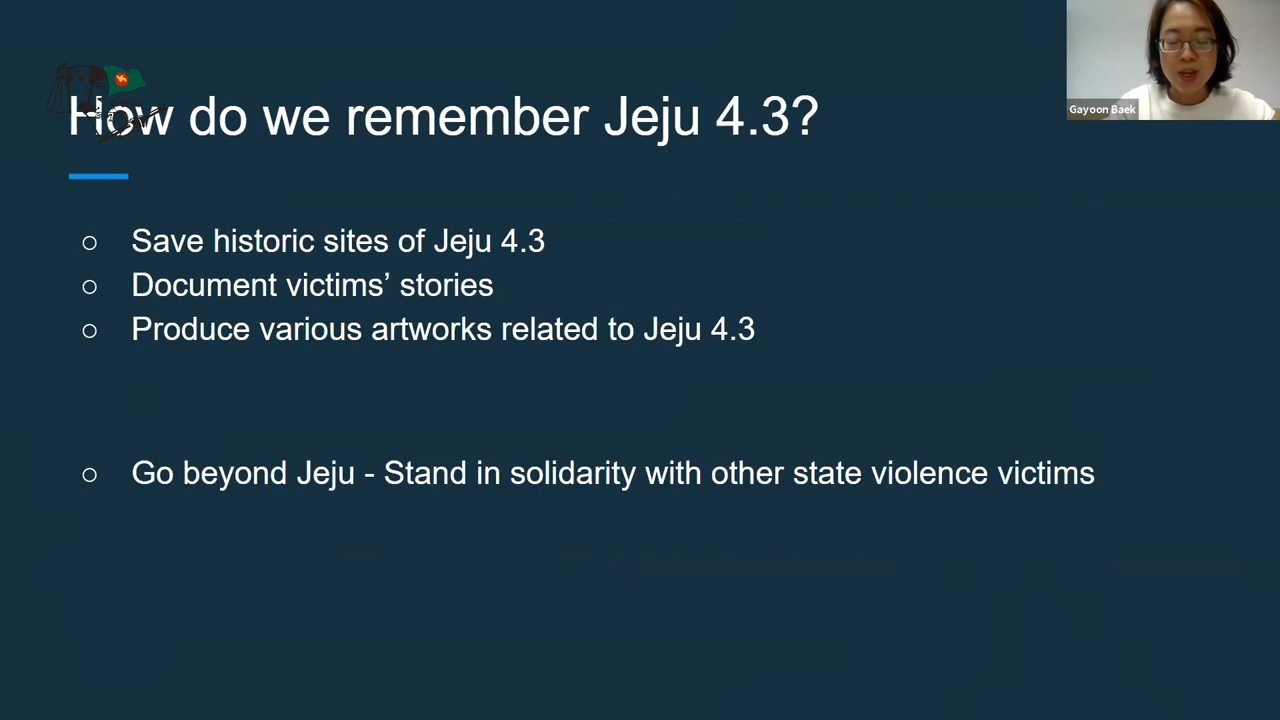 How do we remember Jeju 4.3?
Gayoon Baek
○ Save historic sites of Jeju 4.3
○ Document victims’ stories
○ Produce various artworks related to Jeju 4.3
○ Go beyond Jeju - Stand in solidarity with other state violence victims